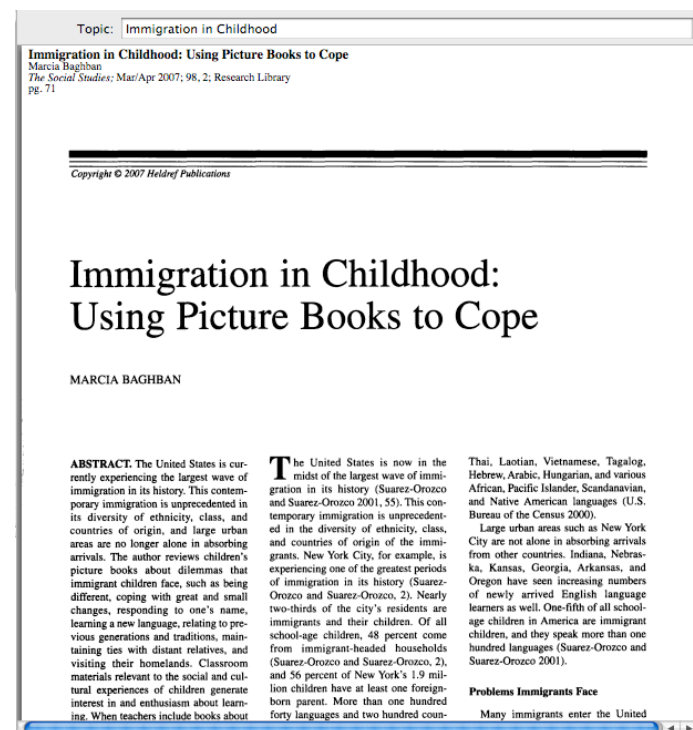 Topic: Immigration in Childhood
Immigration in Childhood: Using Picture Books to Cope
Marcia Baghban
The Social Studies; Mar/Apr 2007; 98, 2; Research Library
pg. 71
Copyright © 2007 Heldref Publications
Immigration in Childhood:
Using Picture Books to Cope
MARCIA BAGHBAN
ABSTRACT. The United States is cur-
rently experiencing the largest wave of
immigration in its history. This contem-
porary immigration is unprecedented in
its diversity of ethnicity, class, and
countries of origin, and large urban
areas are no longer alone in absorbing
arrivals. The author reviews children's
picture books about dilemmas that
immigrant children face, such as being
different, coping with great and small
changes, responding to one's name,
learning a new language, relating to pre-
vious generations and traditions, main-
taining ties with distant relatives, and
visiting their homelands. Classroom
materials relevant to the social and cul-
tural experiences of children generate
interest in and enthusiasm about learn-
ing. When teachers include books about
The United States is now in the
midst of the largest wave of immi-
gration in its history (Suarez-Orozco
and Suarez-Orozco 2001, 55). This con-
temporary immigration is unprecedent-
ed in the diversity of ethnicity, class,
and countries of origin of the immi-
grants. New York City, for example, is
experiencing one of the greatest periods
of immigration in its history (Suarez-
Orozco and Suarez-Orozco, 2). Nearly
two-thirds of the city's residents are
immigrants and their children. Of all
school-age children, 48 percent come
from immigrant-headed households
(Suarez-Orozco and Suarez-Orozco, 2),
and 56 percent of New York's 1.9 mil-
lion children have at least one foreign-
born parent. More than one hundred
forty languages and two hundred coun-
Thai, Laotian, Vietnamese, Tagalog,
Hebrew, Arabic, Hungarian, and various
African, Pacific Islander, Scandanavian,
and Native American languages (U.S.
Bureau of the Census 2000).
Large urban areas such as New York
City are not alone in absorbing arrivals
from other countries. Indiana, Nebras-
ka, Kansas, Georgia, Arkansas, and
Oregon have seen increasing numbers
of newly arrived English language
learners as well. One-fifth of all school-
age children in America are immigrant
children, and they speak more than one
hundred languages (Suarez-Orozco and
Suarez-Orozco 2001).
Problems Immigrants Face
Many immigrants enter the United